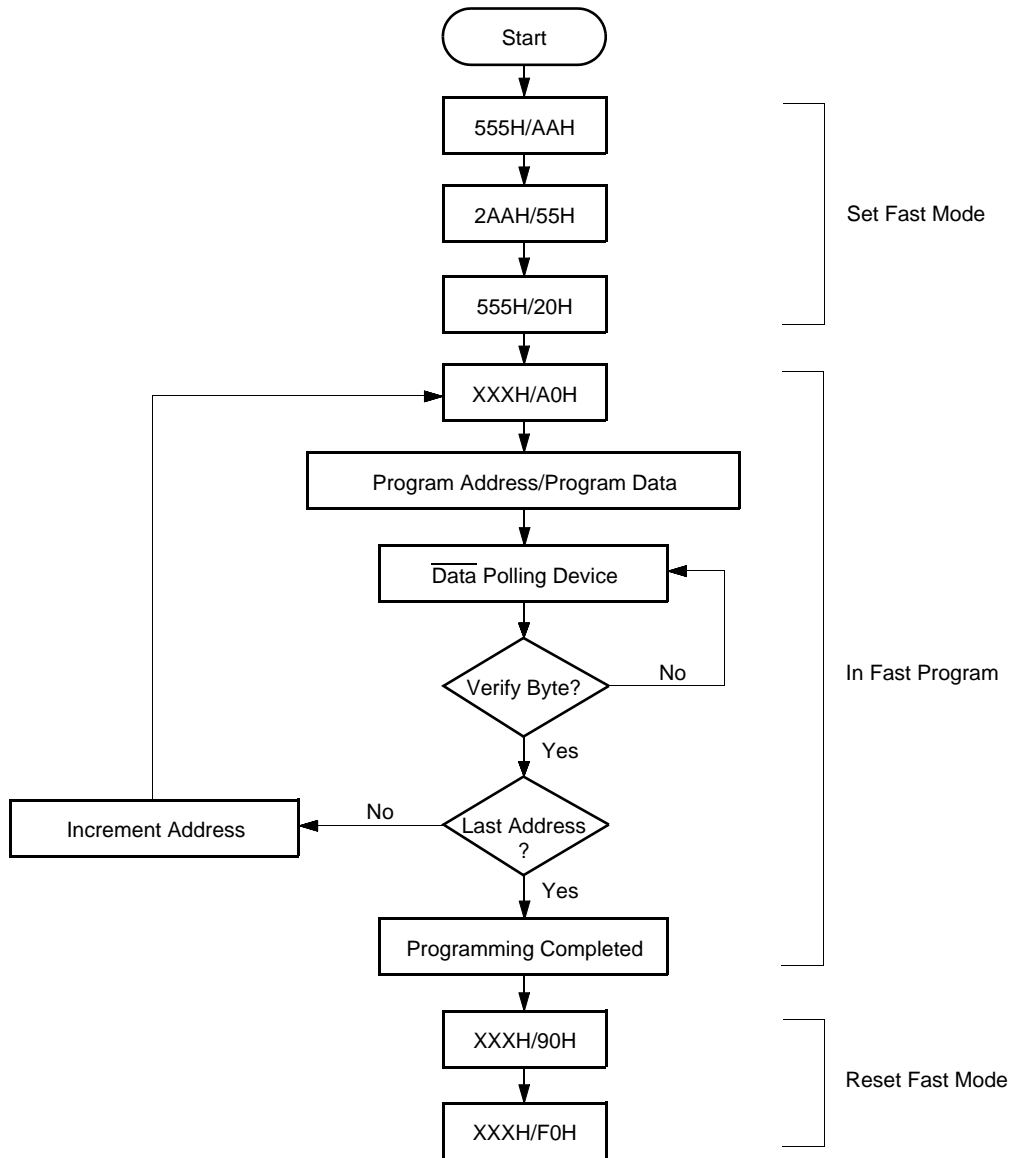 Start
555H/AAH
2AAH/55H
Set Fast Mode
555H/20H
XXXH/A0H
Program Address/Program Data
Data Polling Device
Verify Byte?
No
In Fast Program
Yes
Increment Address
No
Last Address
?
Yes
Programming Completed
XXXH/90H
Reset Fast Mode
XXXH/F0H